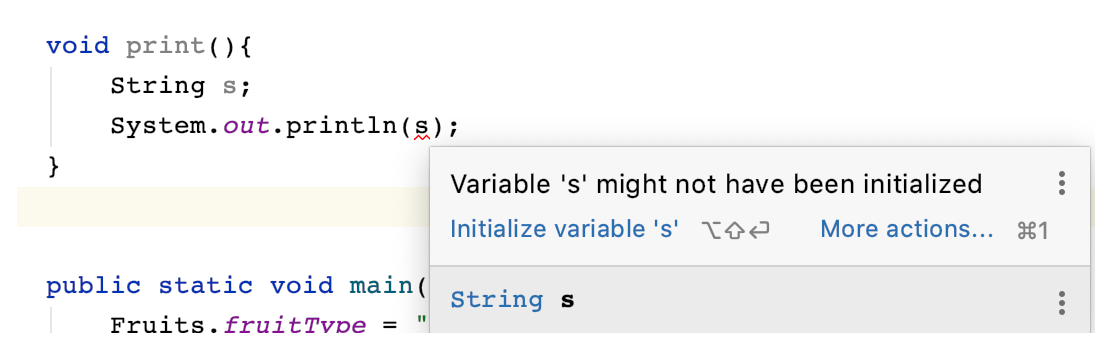 void print(){
String s;
System.out.println(s);
}
Variable 's' might not have been initialized
Initialize variable 's' ⌥⇧⏎ More actions... ⌘1
public static void main(
String s
Fruits.fruitType = "